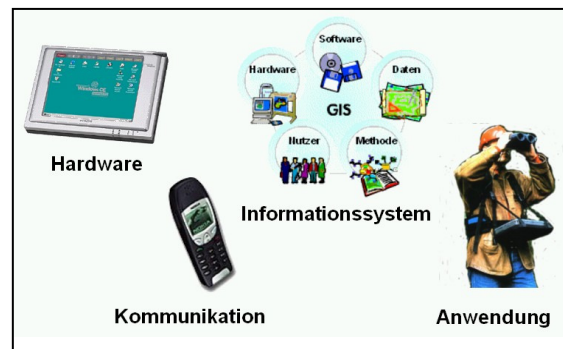 Software
Hardware
Daten
GIS
Nutzer
Methode
Hardware
Informationssystem
Kommunikation
Anwendung